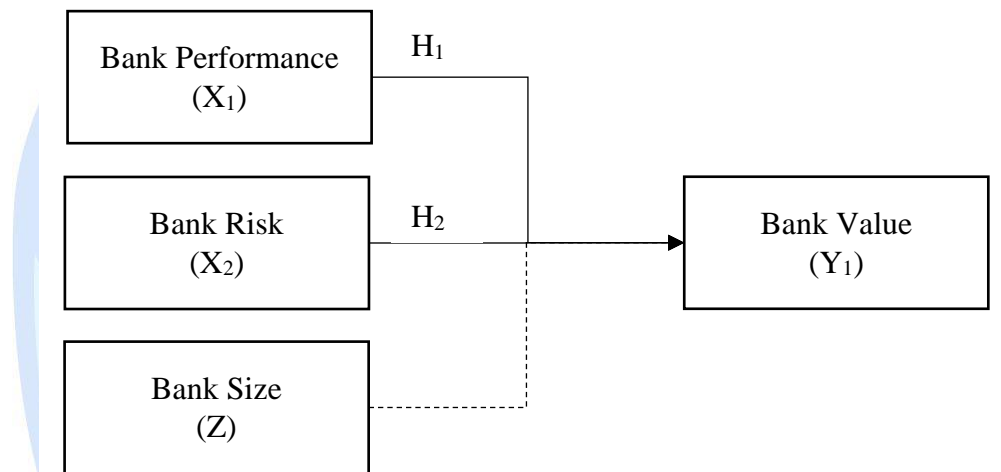 Bank Performance
(X₁)
H₁
Bank Risk
(X₂)
H₂
Bank Value
(Y₁)
Bank Size
(Z)